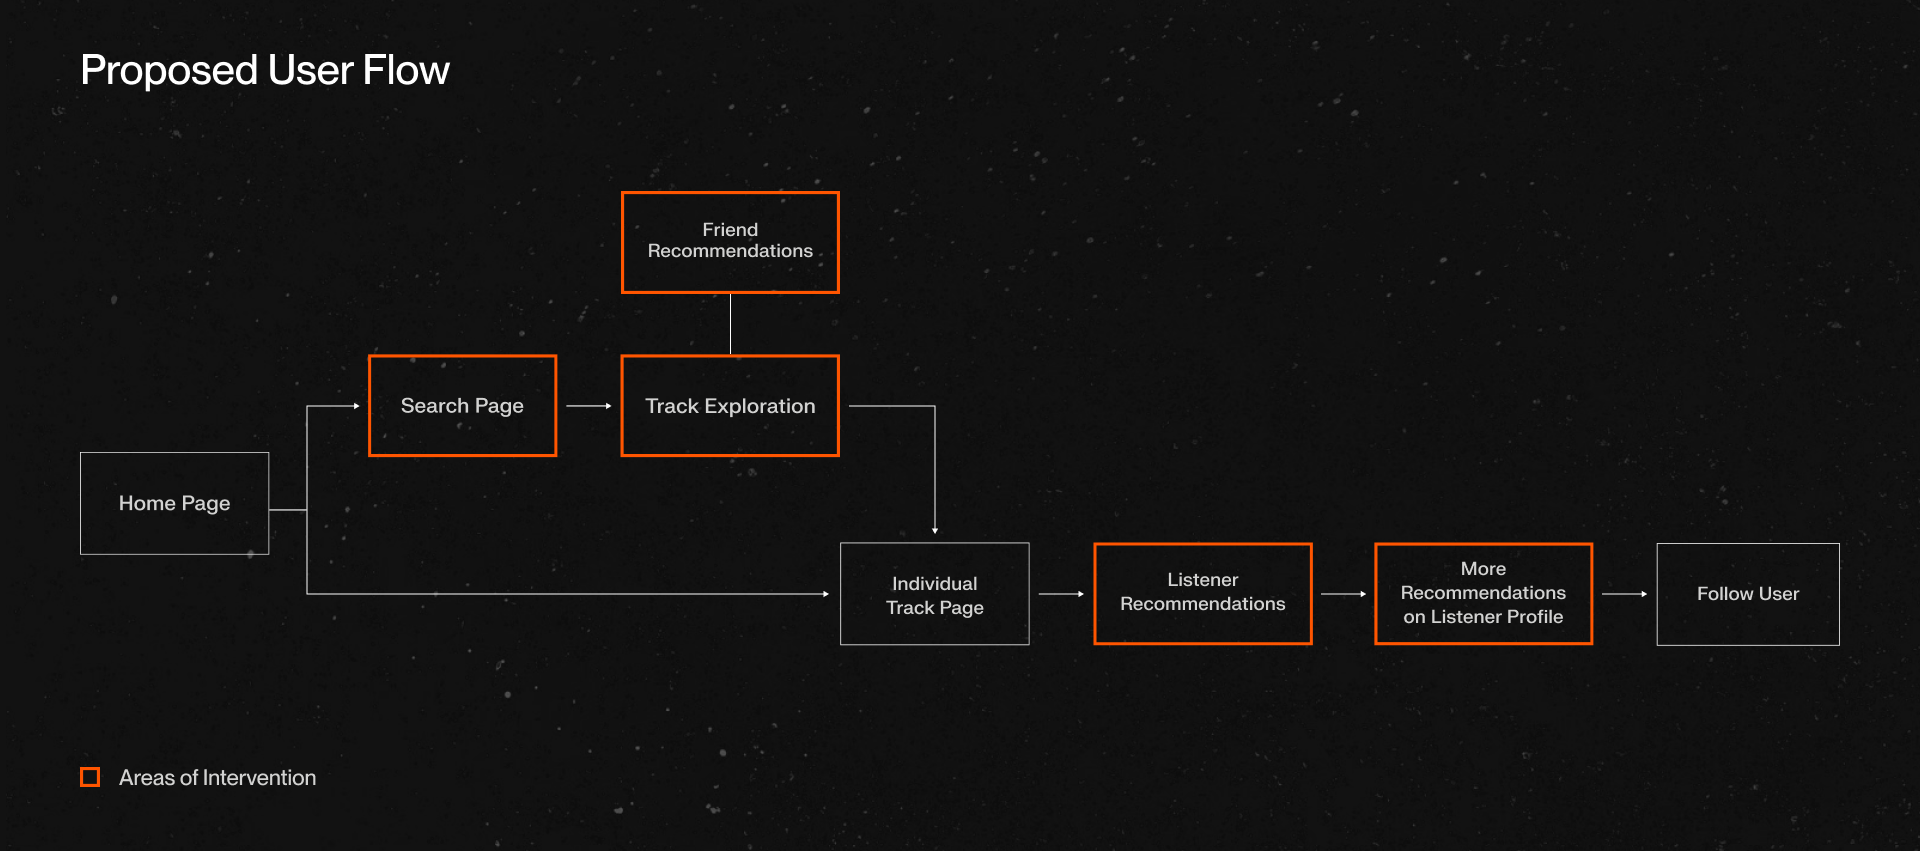 Proposed User Flow
Friend
Recommendations
Search Page
Track Exploration
Home Page
Individual
Track Page
Listener
Recommendations
More
Recommendations
on Listener Profile
Follow User
Areas of Intervention